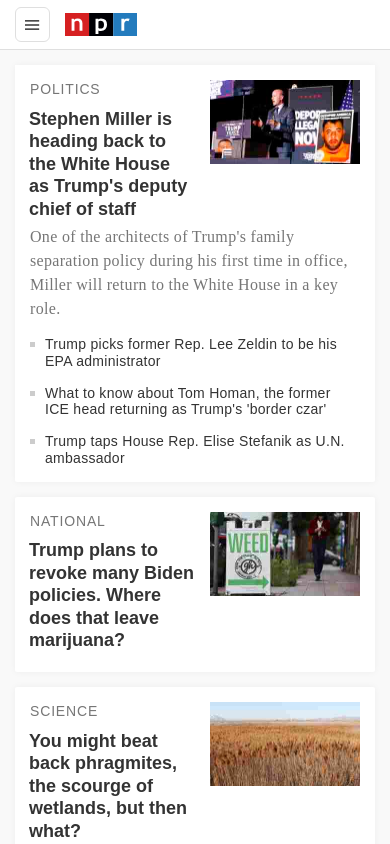 npr
POLITICS
Stephen Miller is
heading back to
the White House
as Trump's deputy
chief of staff
One of the architects of Trump's family
separation policy during his first time in office,
Miller will return to the White House in a key
role.
Trump picks former Rep. Lee Zeldin to be his
EPA administrator
What to know about Tom Homan, the former
ICE head returning as Trump's 'border czar'
Trump taps House Rep. Elise Stefanik as U.N.
ambassador
NATIONAL
Trump plans to
revoke many Biden
policies. Where
does that leave
marijuana?
WEED
SCIENCE
You might beat
back phragmites,
the scourge of
wetlands, but then
what?